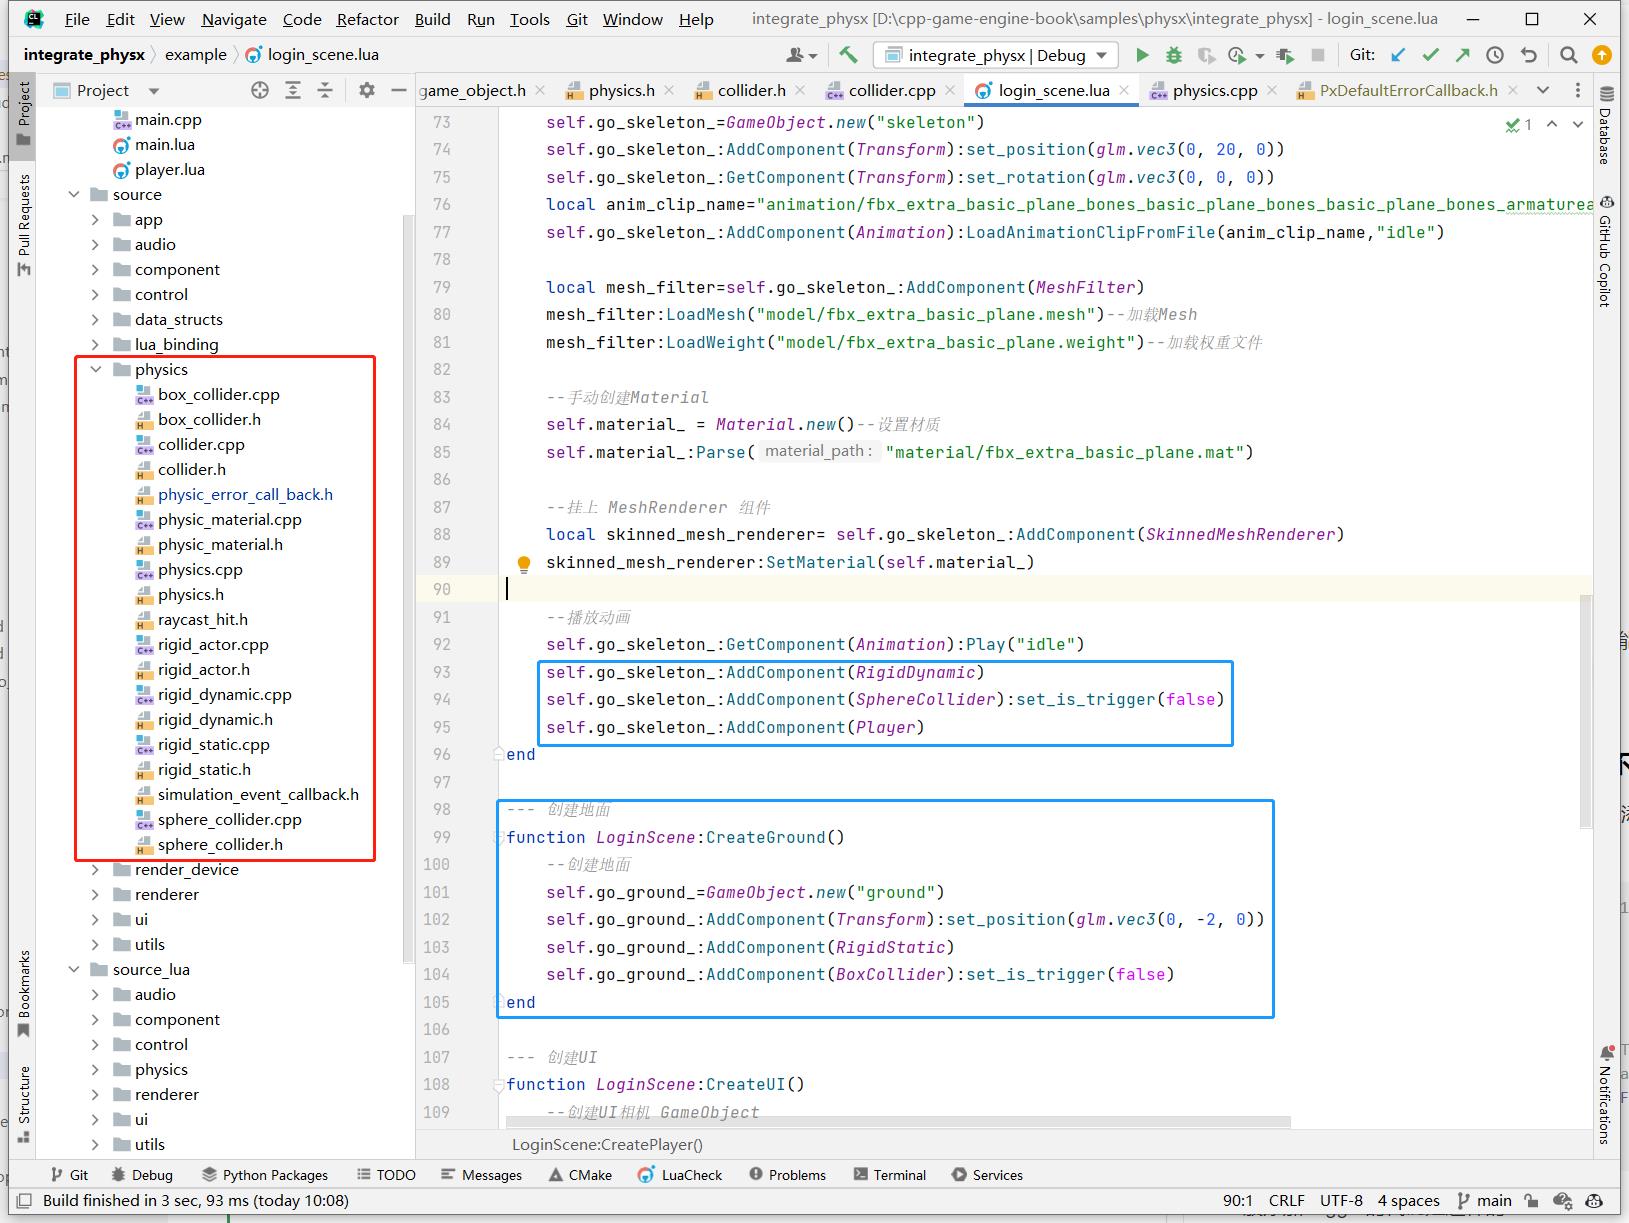 File Edit View Navigate Code Refactor Build Run Tools Git Window Help integrate_physx [D:\cpp-game-engine-book\samples\physx\integrate_physx] - login_scene.lua
integrate_physx example login_scene.lua integrate_physx | Debug Git:
Project game_object.h physics.h collider.h collider.cpp login_scene.lua physics.cpp PxDefaultErrorCallback.h
Project
Pull Requests
Bookmarks
Structure
main.cpp
main.lua
player.lua
source
app
audio
component
control
data_structs
lua_binding
physics
box_collider.cpp
box_collider.h
collider.cpp
collider.h
physic_error_call_back.h
physic_material.cpp
physic_material.h
physics.cpp
physics.h
raycast_hit.h
rigid_actor.cpp
rigid_actor.h
rigid_dynamic.cpp
rigid_dynamic.h
rigid_static.cpp
rigid_static.h
simulation_event_callback.h
sphere_collider.cpp
sphere_collider.h
render_device
renderer
ui
utils
source_lua
audio
component
control
physics
renderer
ui
utils
73 self.go_skeleton_=GameObject.new("skeleton")
74 self.go_skeleton_:AddComponent(Transform):set_position(glm.vec3(0, 20, 0))
75 self.go_skeleton_:GetComponent(Transform):set_rotation(glm.vec3(0, 0, 0))
76 local anim_clip_name="animation/fbx_extra_basic_plane_bones_basic_plane_bones_basic_plane_bones_armaturea
77 self.go_skeleton_:AddComponent(Animation):LoadAnimationClipFromFile(anim_clip_name,"idle")
78
79 local mesh_filter=self.go_skeleton_:AddComponent(MeshFilter)
80 mesh_filter:LoadMesh("model/fbx_extra_basic_plane.mesh")--加载Mesh
81 mesh_filter:LoadWeight("model/fbx_extra_basic_plane.weight")--加载权重文件
82
83 --手动创建Material
84 self.material_ = Material.new()--设置材质
85 self.material_:Parse( material_path: "material/fbx_extra_basic_plane.mat")
86
87 --挂上 MeshRenderer 组件
88 local skinned_mesh_renderer= self.go_skeleton_:AddComponent(SkinnedMeshRenderer)
89 skinned_mesh_renderer:SetMaterial(self.material_)
90
91 --播放动画
92 self.go_skeleton_:GetComponent(Animation):Play("idle")
93 self.go_skeleton_:AddComponent(RigidDynamic)
94 self.go_skeleton_:AddComponent(SphereCollider):set_is_trigger(false)
95 self.go_skeleton_:AddComponent(Player)
96 end
97
98 --- 创建地面
99 function LoginScene:CreateGround()
100 --创建地面
101 self.go_ground_=GameObject.new("ground")
102 self.go_ground_:AddComponent(Transform):set_position(glm.vec3(0, -2, 0))
103 self.go_ground_:AddComponent(RigidStatic)
104 self.go_ground_:AddComponent(BoxCollider):set_is_trigger(false)
105 end
106
107 --- 创建UI
108 function LoginScene:CreateUI()
109 --创建UI相机 GameObject
LoginScene:CreatePlayer()
1
Database
GitHub Copilot
Notifications
Git Debug Python Packages TODO Messages CMake LuaCheck Problems Terminal Services
Build finished in 3 sec, 93 ms (today 10:08) 90:1 CRLF UTF-8 4 spaces main